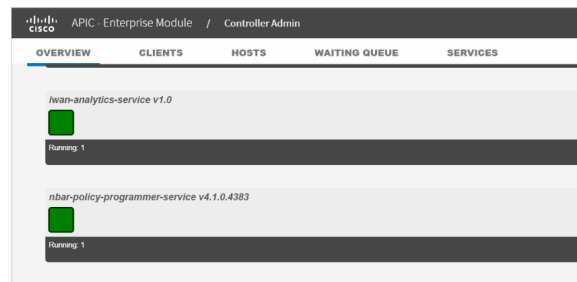 CISCO APIC - Enterprise Module / Controller Admin
OVERVIEW CLIENTS HOSTS WAITING QUEUE SERVICES
iwan-analytics-service v1.0
Running: 1
nbar-policy-programmer-service v4.1.0.4383
Running: 1